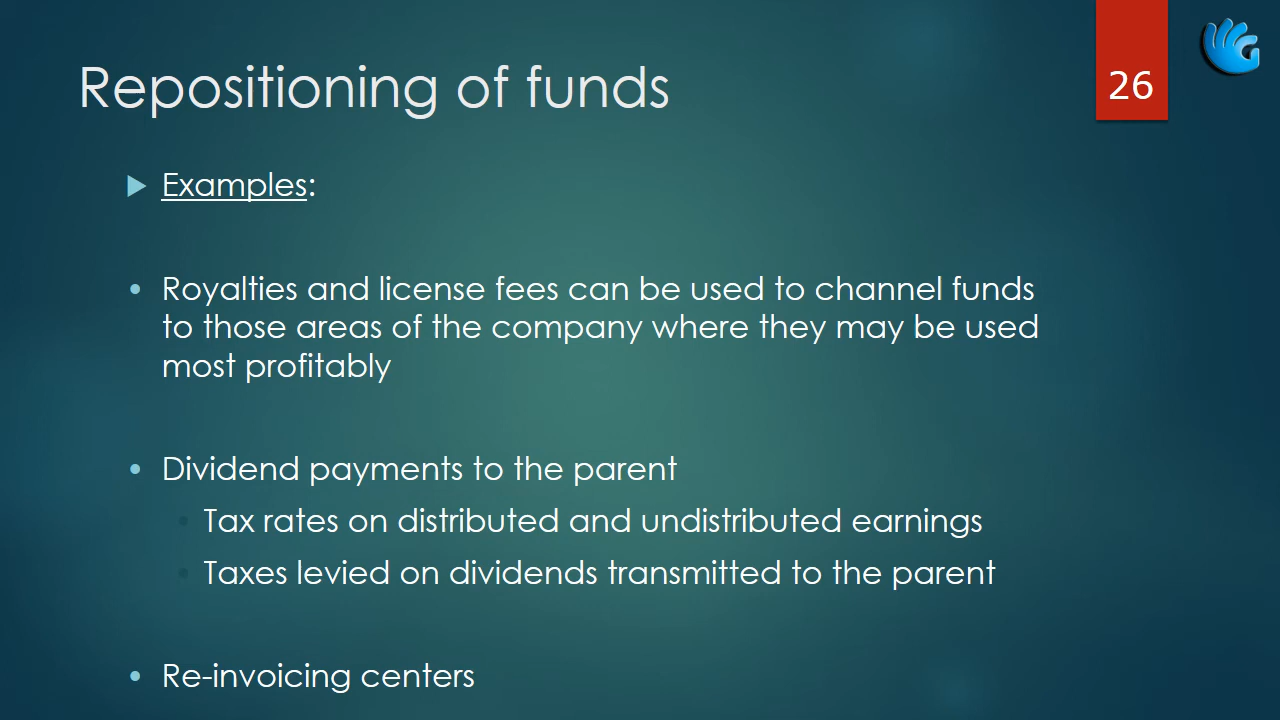 Repositioning of funds
26
Examples:
• Royalties and license fees can be used to channel funds
to those areas of the company where they may be used
most profitably
• Dividend payments to the parent
• Tax rates on distributed and undistributed earnings
• Taxes levied on dividends transmitted to the parent
• Re-invoicing centers